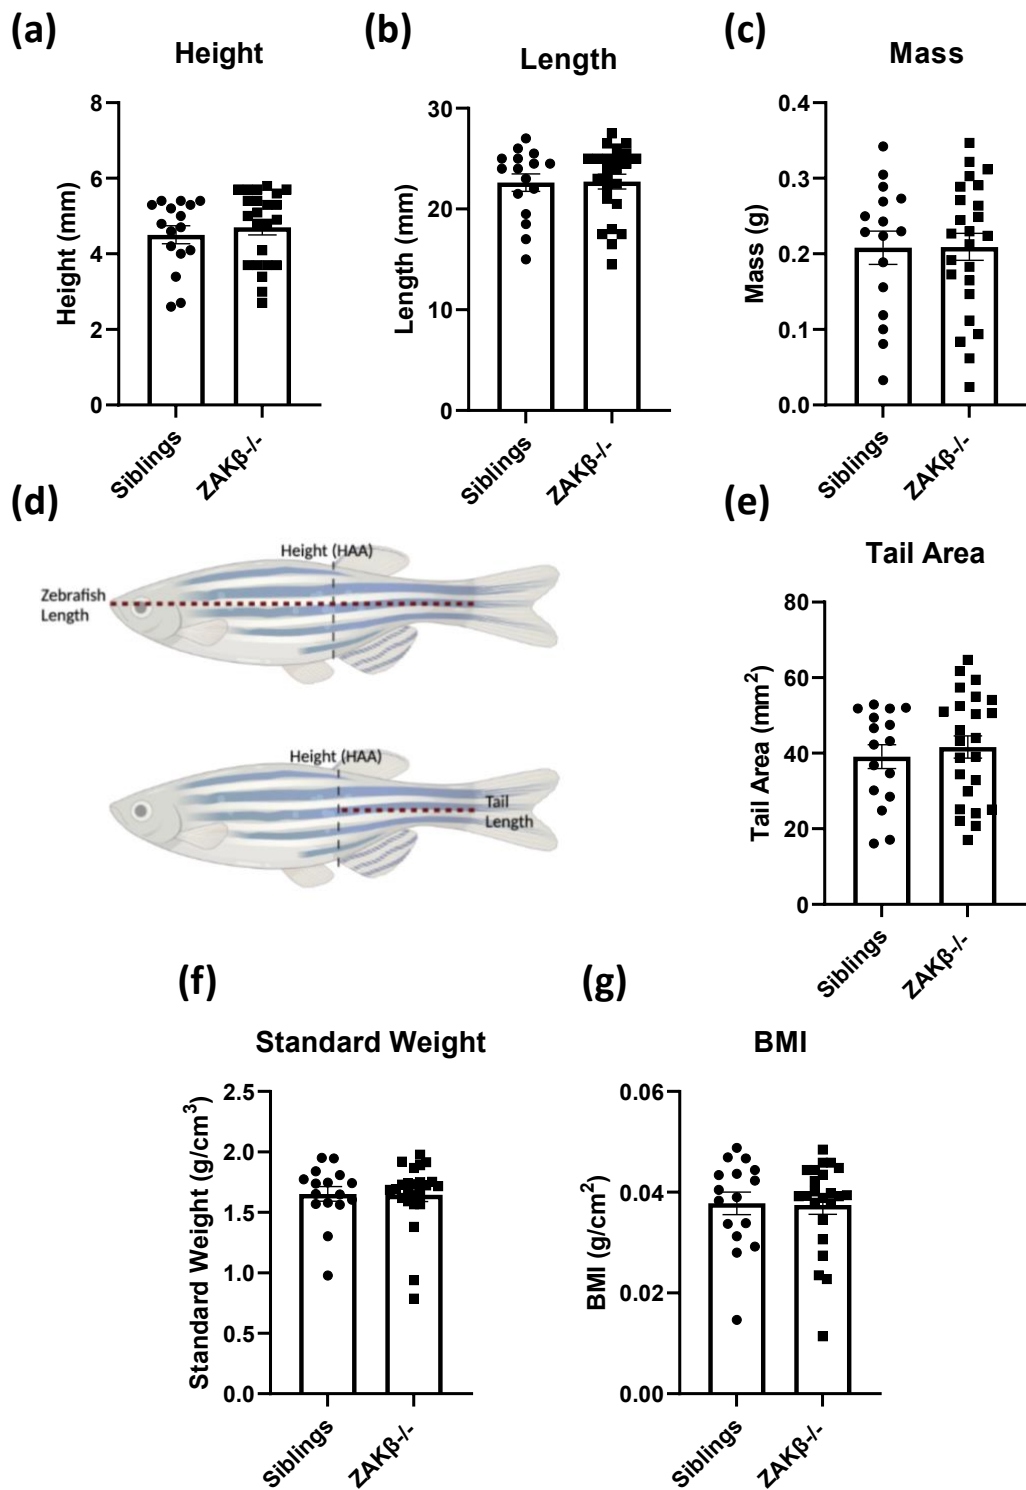 (a)
Height
Height (mm)
8
6
4
2
0
Siblings
ZAKβ-/-
(b)
Length
Length (mm)
30
20
10
0
Siblings
ZAKβ-/-
(c)
Mass
Mass (g)
0.4
0.3
0.2
0.1
0.0
Siblings
ZAKβ-/-
(d)
Height (HAA)
Zebrafish
Length
Height (HAA)
Tail
Length
(e)
Tail Area
Tail Area (mm²)
80
60
40
20
0
Siblings
ZAKβ-/-
(f)
Standard Weight
Standard Weight (g/cm³)
2.5
2.0
1.5
1.0
0.5
0.0
Siblings
ZAKβ-/-
(g)
BMI
BMI (g/cm²)
0.06
0.04
0.02
0.00
Siblings
ZAKβ-/-